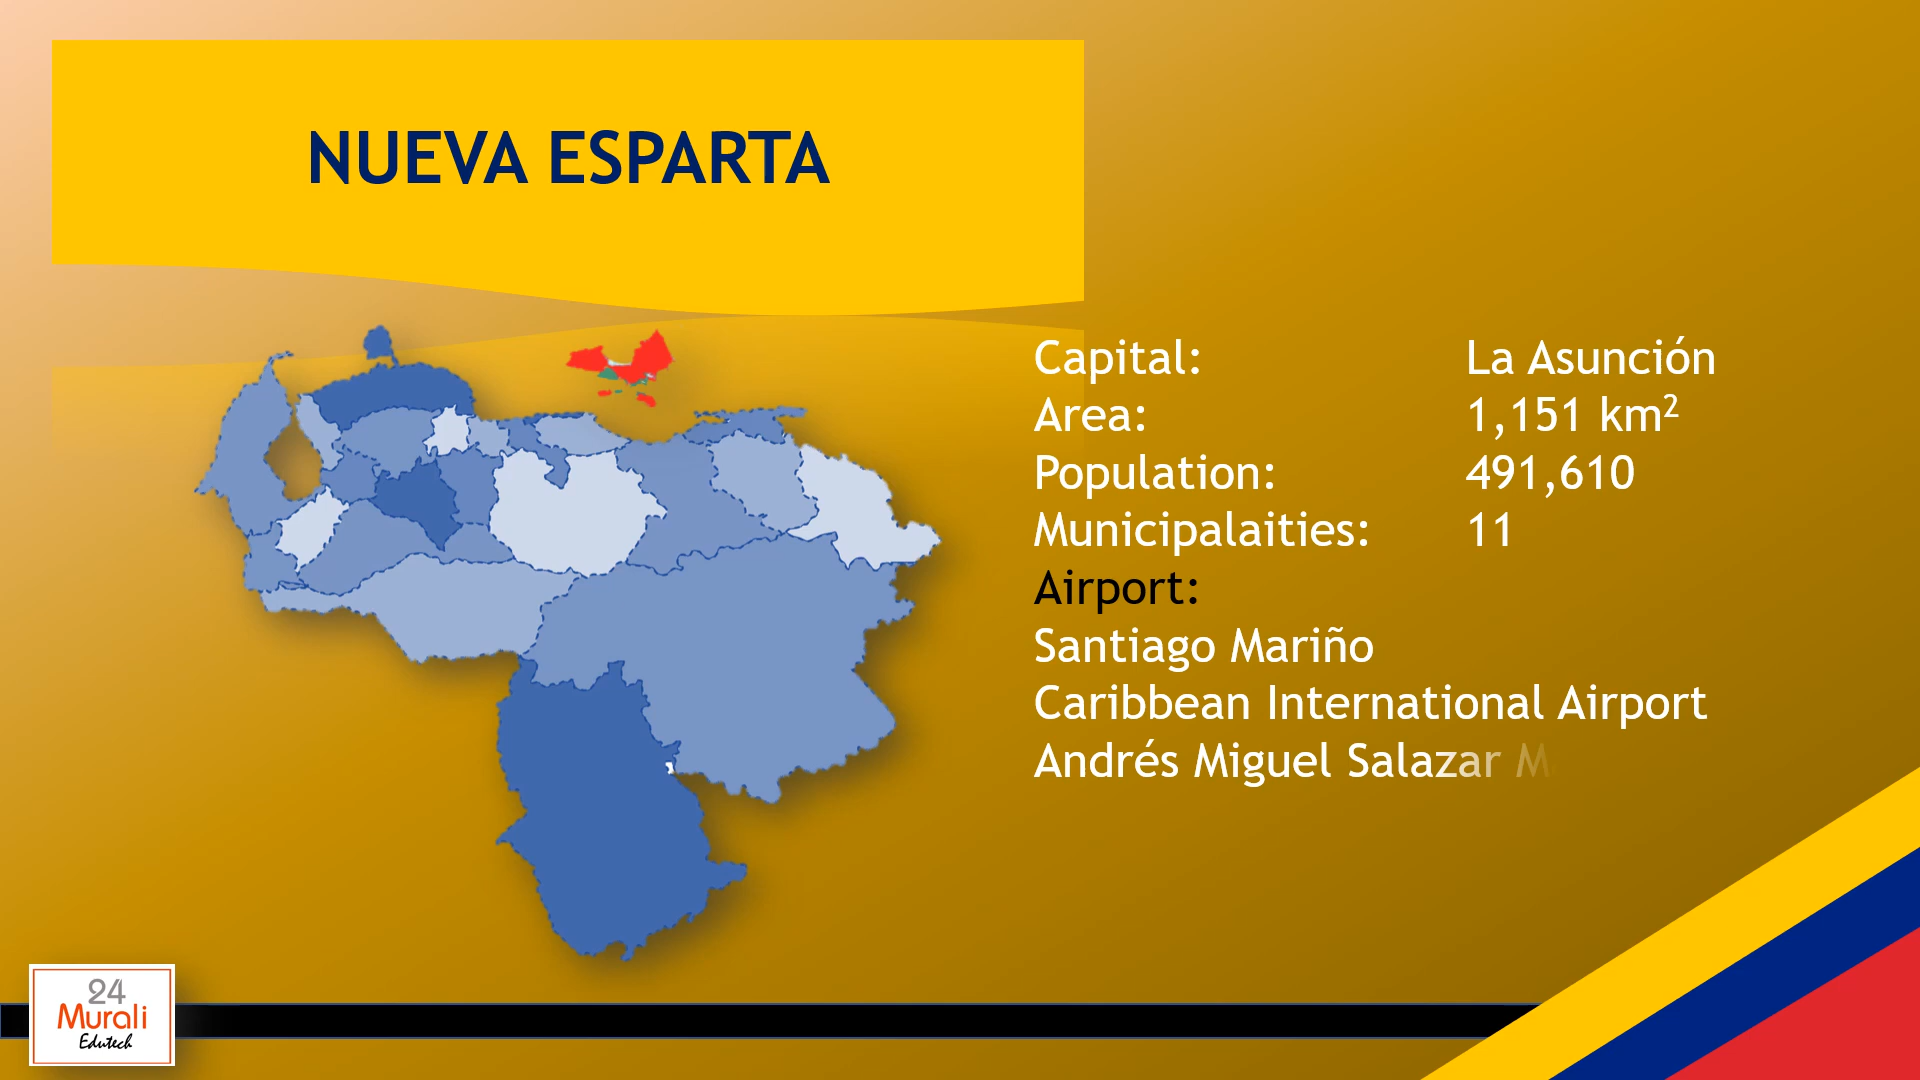 NUEVA ESPARTA
Capital: La Asunción
Area: 1,151 km²
Population: 491,610
Municipalaities: 11
Airport:
Santiago Mariño
Caribbean International Airport
Andrés Miguel Salazar
24
Murali
Edutech